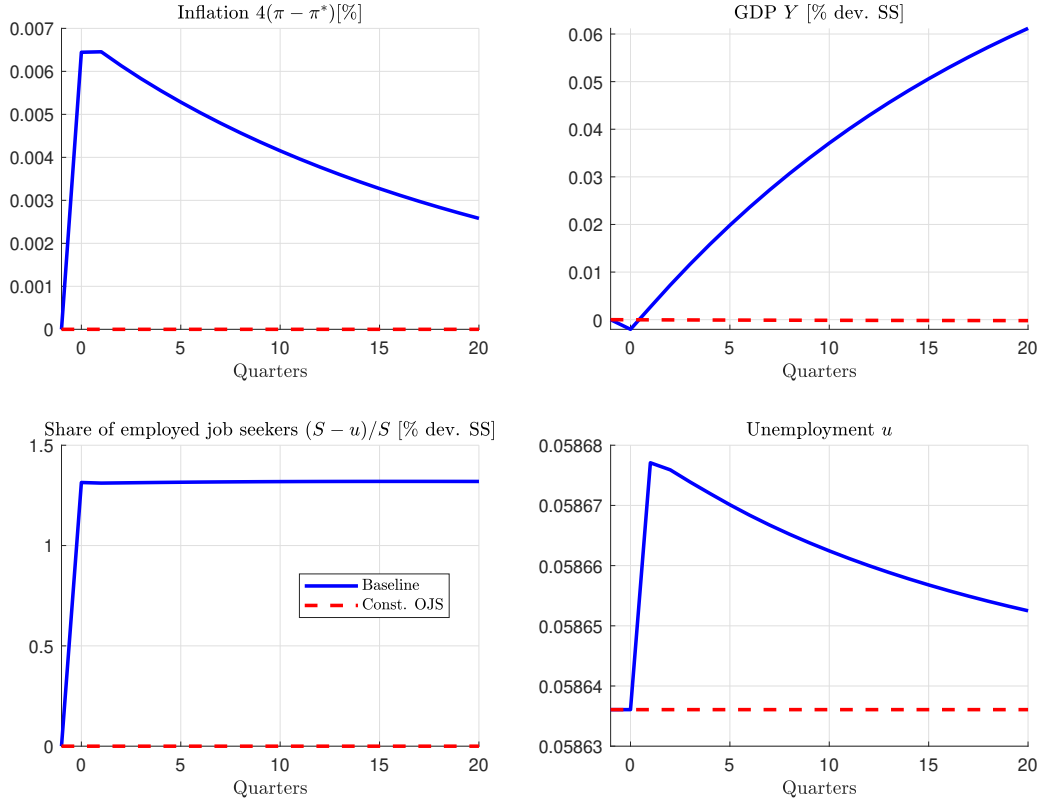 Inflation 4(π − π*)[%]
0.007
0.006
0.005
0.004
0.003
0.002
0.001
0
0 5 10 15 20
Quarters
GDP Y [% dev. SS]
0.06
0.05
0.04
0.03
0.02
0.01
0
0 5 10 15 20
Quarters
Share of employed job seekers (S − u)/S [% dev. SS]
1.5
1
0.5
0
Baseline
Const. OJS
0 5 10 15 20
Quarters
Unemployment u
0.05868
0.05867
0.05866
0.05865
0.05864
0.05863
0 5 10 15 20
Quarters